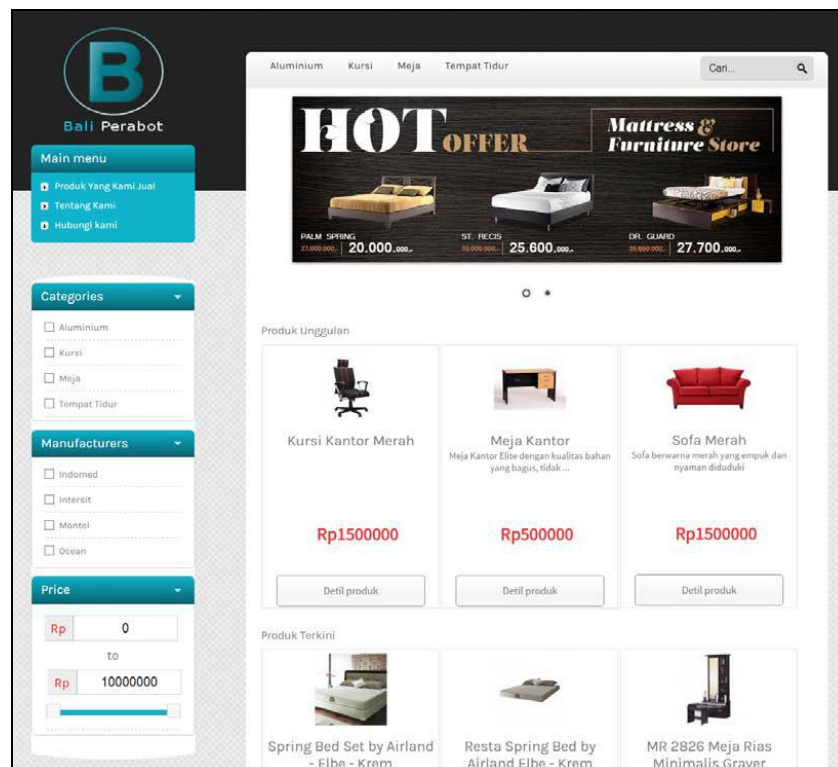 B
Bali Perabot
Main menu
Produk Yang Kami Jual
Tentang Kami
Hubungi kami
Categories
Aluminium
Kursi
Meja
Tempat Tidur
Manufacturers
Indomed
Intersit
Montel
Ocean
Price
Rp 0
to
Rp 10000000
Aluminium Kursi Meja Tempat Tidur Cari...
HOT OFFER
Mattress &
Furniture Store
PALM SPRING
27.000.000,- 20.000.000,-
ST. RECIS
25.600.000,-
DR. GUARD
27.700.000,-
Produk Unggulan
Kursi Kantor Merah
Rp1500000
Detil produk
Meja Kantor
Meja Kantor Elite dengan kualitas bahan
yang bagus, tidak ...
Rp500000
Detil produk
Sofa Merah
Sofa berwarna merah yang empuk dan
nyaman diduduki
Rp1500000
Detil produk
Produk Terkini
Spring Bed Set by Airland
- Elbe - Krem
Resta Spring Bed by
Airland Elbe - Krem
MR 2826 Meja Rias
Minimalis Graver